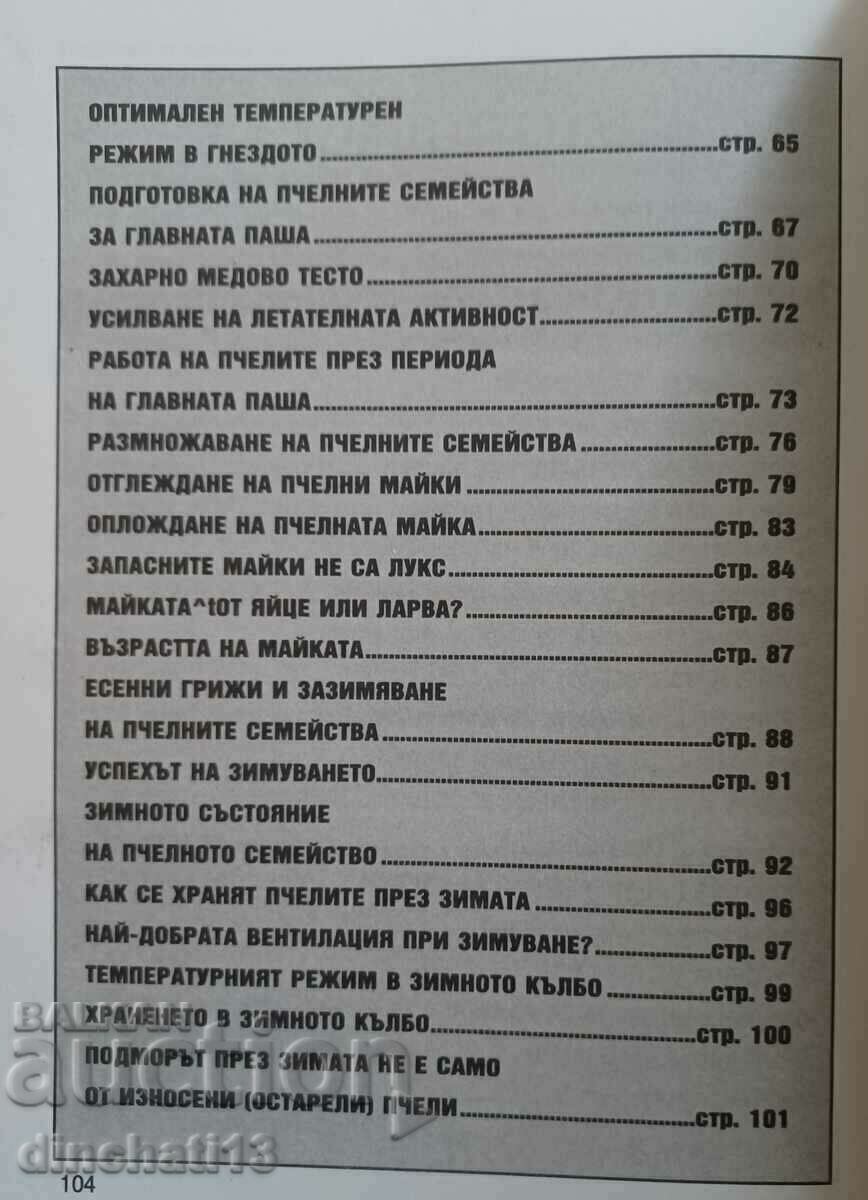 ОПТИМАЛЕН ТЕМПЕРАТУРЕН
РЕЖИМ В ГНЕЗДОТО..........стр. 65
ПОДГОТОВКА НА ПЧЕЛНИТЕ СЕМЕЙСТВА
ЗА ГЛАВНАТА ПАША..........стр. 67
ЗАХАРНО МЕДОВО ТЕСТО..........стр. 70
УСИЛВАНЕ НА ЛЕТАТЕЛНАТА АКТИВНОСТ..........стр. 72
РАБОТА НА ПЧЕЛИТЕ ПРЕЗ ПЕРИОДА
НА ГЛАВНАТА ПАША..........стр. 73
РАЗМНОЖАВАНЕ НА ПЧЕЛНИТЕ СЕМЕЙСТВА..........стр. 76
ОТГЛЕЖДАНЕ НА ПЧЕЛНИ МАЙКИ..........стр. 79
ОПЛОЖДАНЕ НА ПЧЕЛНАТА МАЙКА..........стр. 83
ЗАПАСНИТЕ МАЙКИ НЕ СА ЛУКС..........стр. 84
МАЙКАТА^tОТ ЯЙЦЕ ИЛИ ЛАРВА?..........стр. 86
ВЪЗРАСТТА НА МАЙКАТА..........стр. 87
ЕСЕННИ ГРИЖИ И ЗАЗИМЯВАНЕ
НА ПЧЕЛНИТЕ СЕМЕЙСТВА..........стр. 88
УСПЕХЪТ НА ЗИМУВАНЕТО..........стр. 91
ЗИМНОТО СЪСТОЯНИЕ
НА ПЧЕЛНОТО СЕМЕЙСТВО..........стр. 92
КАК СЕ ХРАНЯТ ПЧЕЛИТЕ ПРЕЗ ЗИМАТА..........стр. 96
НАЙ-ДОБРАТА ВЕНТИЛАЦИЯ ПРИ ЗИМУВАНЕ?..........стр. 97
ТЕМПЕРАТУРНИЯТ РЕЖИМ В ЗИМНОТО КЪЛБО..........стр. 99
ХРАНЕНЕТО В ЗИМНОТО КЪЛБО..........стр. 100
ПОДМОРЪТ ПРЕЗ ЗИМАТА НЕ Е САМО
ОТ ИЗНОСЕНИ (ОСТАРЕЛИ) ПЧЕЛИ..........стр. 101
BALKAN
auction
dinchati13
104